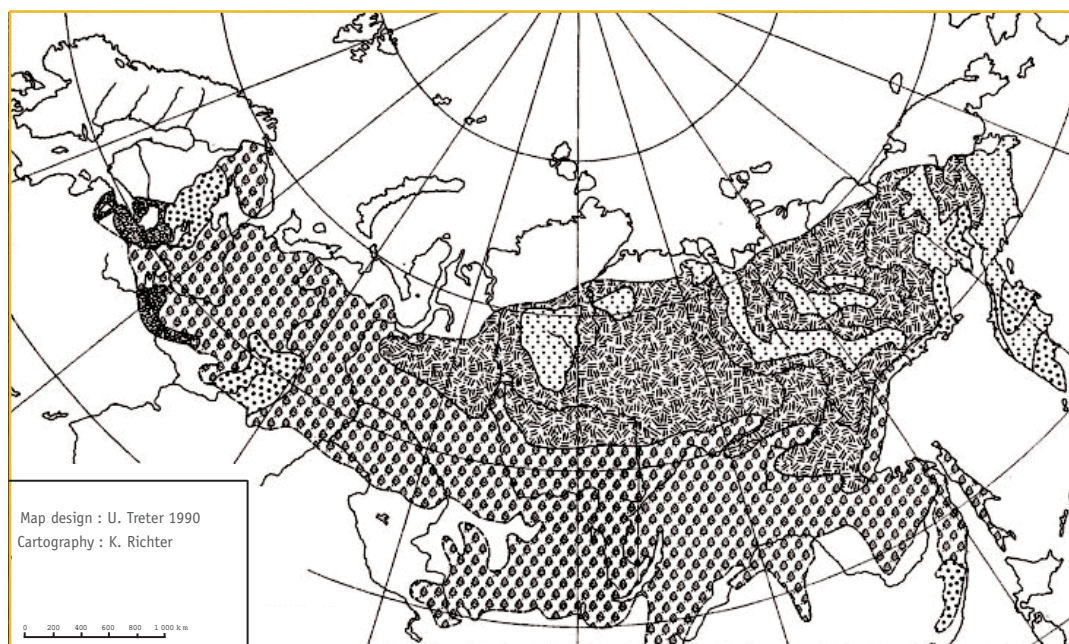 Map design : U. Treter 1990
Cartography : K. Richter
0 200 400 600 800 1 000 km